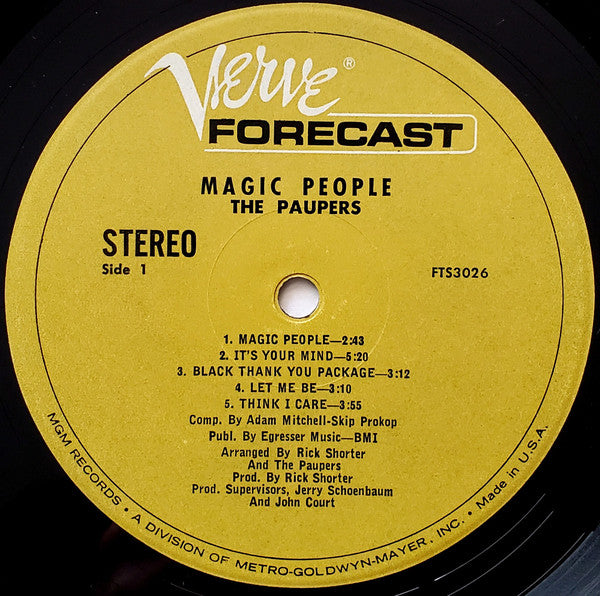 Verve®
FORECAST
MAGIC PEOPLE
THE PAUPERS
STEREO
Side 1
FTS3026
1. MAGIC PEOPLE—2:43
2. IT'S YOUR MIND—5:20
3. BLACK THANK YOU PACKAGE—3:12
4. LET ME BE—3:10
5. THINK I CARE—3:55
Comp. By Adam Mitchell-Skip Prokop
Publ. By Egresser Music—BMI
Arranged By Rick Shorter
And The Paupers
Prod. By Rick Shorter
Prod. Supervisors, Jerry Schoenbaum
And John Court
MGM RECORDS • A DIVISION OF METRO-GOLDWYN-MAYER, INC. • Made in U.S.A.